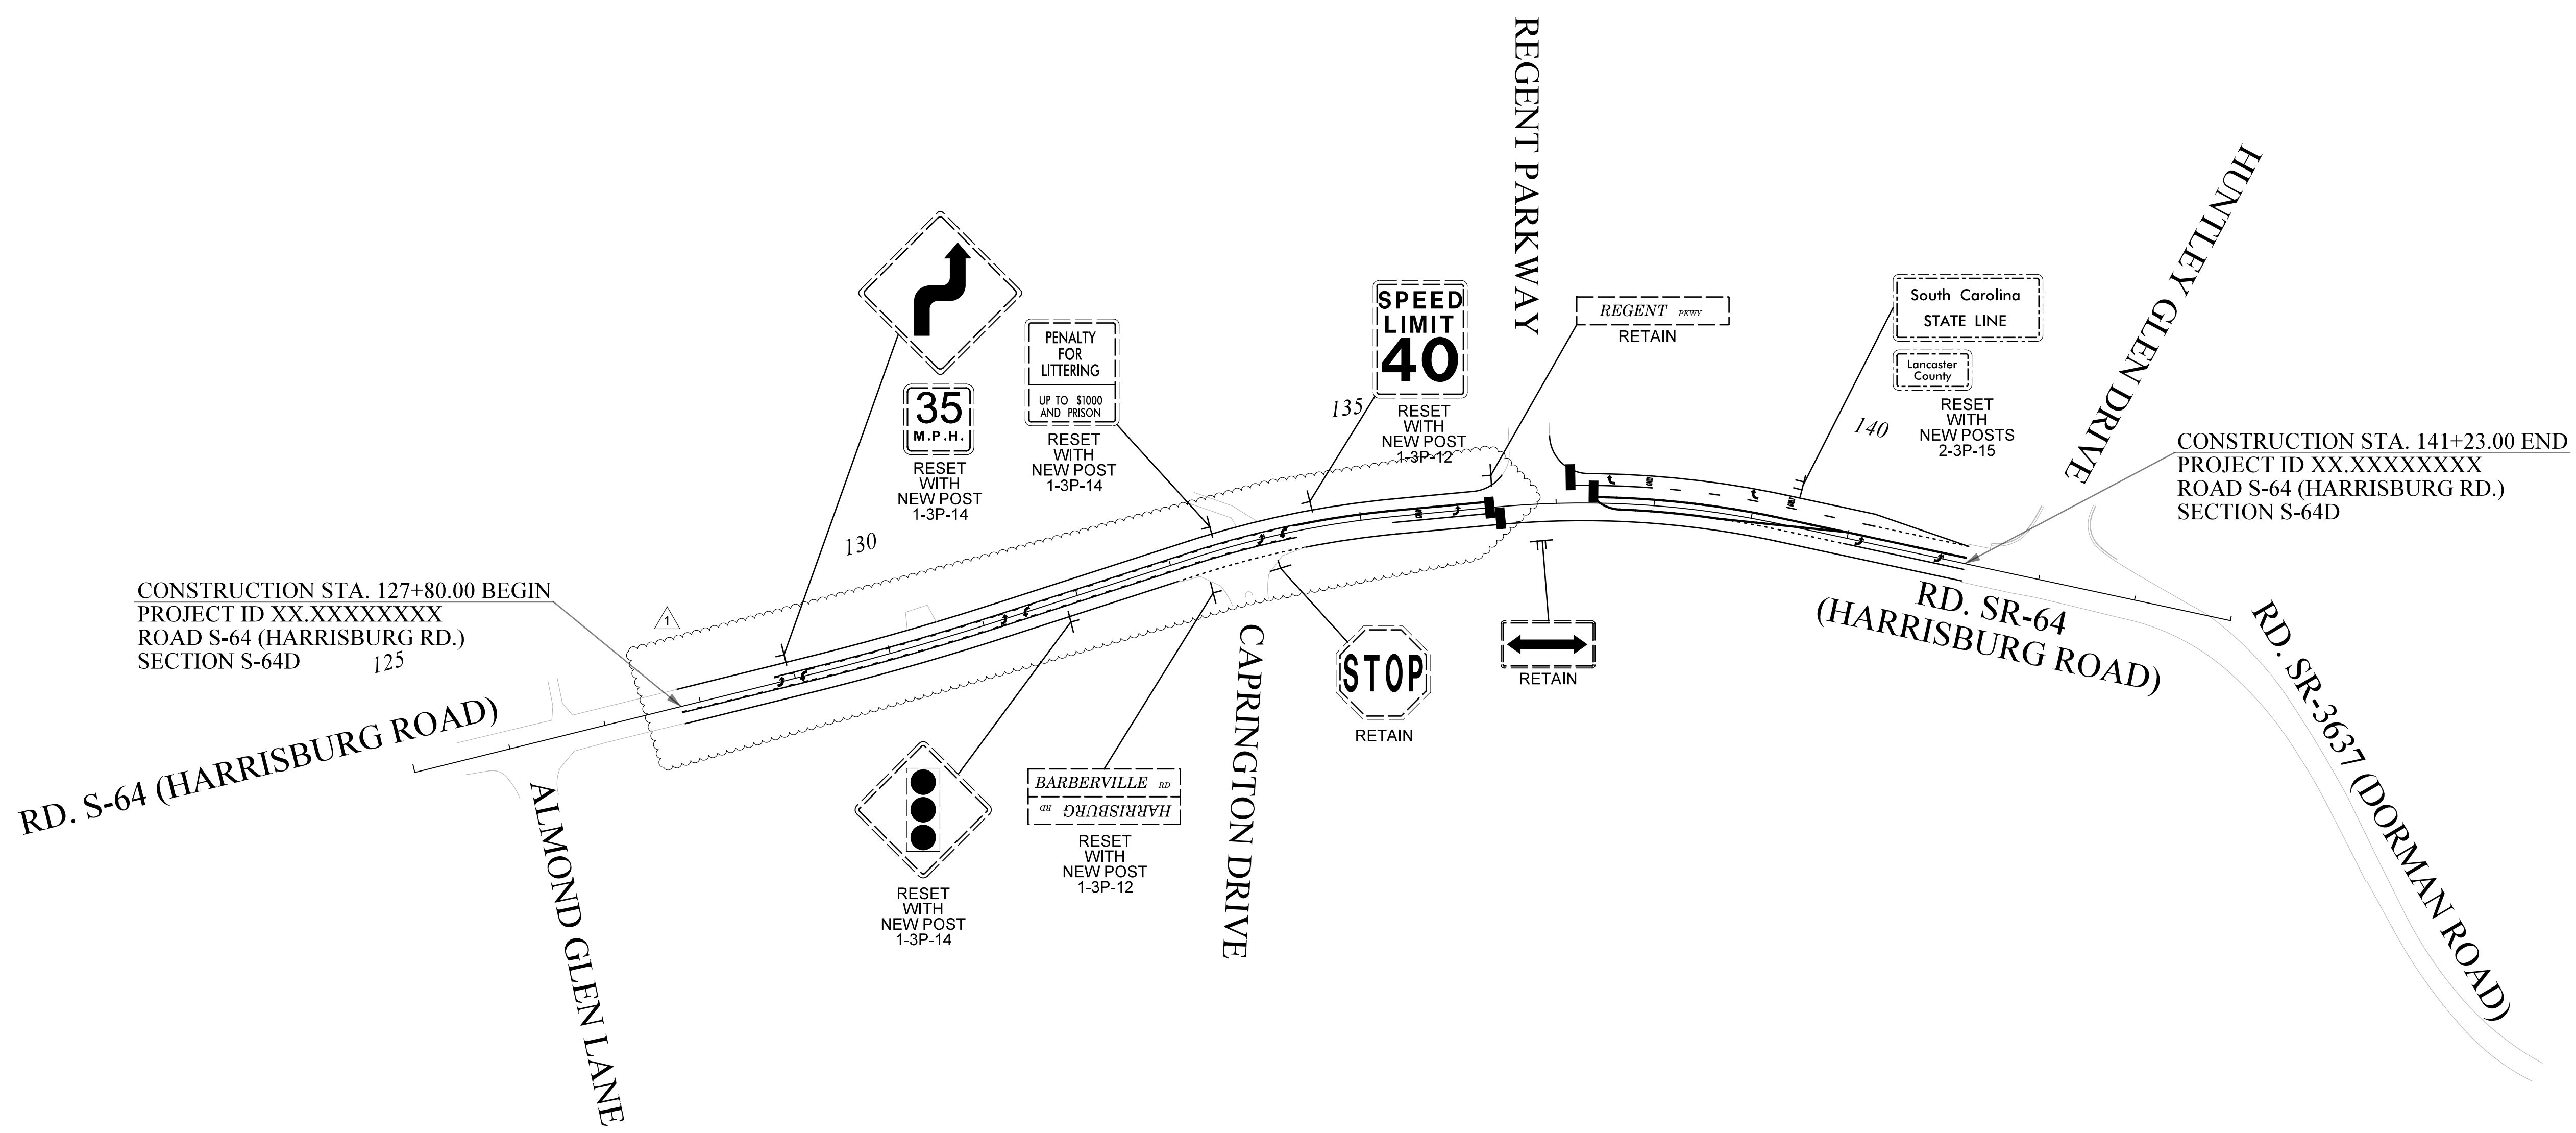 REGENT PARKWAY
HUNTLEY GLEN DRIVE
35
M.P.H.
RESET
WITH
NEW POST
1-3P-14
PENALTY
FOR
LITTERING
UP TO $1000
AND PRISON
RESET
WITH
NEW POST
1-3P-14
SPEED
LIMIT
40
RESET
WITH
NEW POST
1-3P-12
REGENT PKWY
RETAIN
South Carolina
STATE LINE
Lancaster
County
RESET
WITH
NEW POSTS
2-3P-15
125
130
135
140
CONSTRUCTION STA. 141+23.00 END
PROJECT ID XX.XXXXXXXX
ROAD S-64 (HARRISBURG RD.)
SECTION S-64D
CONSTRUCTION STA. 127+80.00 BEGIN
PROJECT ID XX.XXXXXXXX
ROAD S-64 (HARRISBURG RD.)
SECTION S-64D
1
RD. S-64 (HARRISBURG ROAD)
ALMOND GLEN LANE
RESET
WITH
NEW POST
1-3P-14
BARBERVILLE RD
HARRISBURG RD
RESET
WITH
NEW POST
1-3P-12
CAPRINGTON DRIVE
STOP
RETAIN
RETAIN
RD. SR-64
(HARRISBURG ROAD)
RD. SR-3637 (DORMAN ROAD)